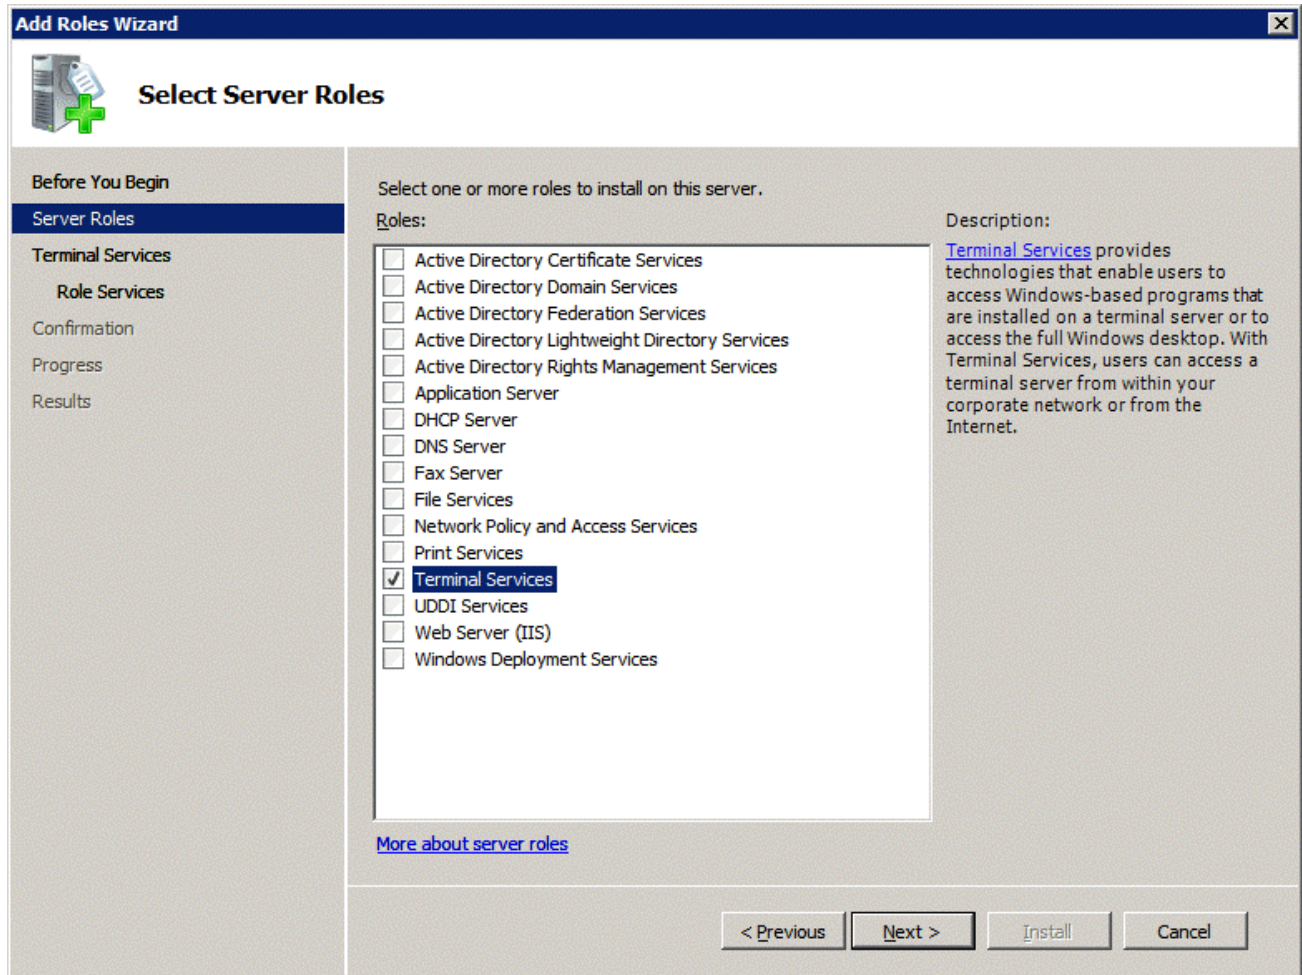 Add Roles Wizard
Select Server Roles
Before You Begin
Server Roles
Terminal Services
Role Services
Confirmation
Progress
Results
Select one or more roles to install on this server.
Roles:
Active Directory Certificate Services
Active Directory Domain Services
Active Directory Federation Services
Active Directory Lightweight Directory Services
Active Directory Rights Management Services
Application Server
DHCP Server
DNS Server
Fax Server
File Services
Network Policy and Access Services
Print Services
Terminal Services
UDDI Services
Web Server (IIS)
Windows Deployment Services
More about server roles
Description:
Terminal Services provides
technologies that enable users to
access Windows-based programs that
are installed on a terminal server or to
access the full Windows desktop. With
Terminal Services, users can access a
terminal server from within your
corporate network or from the
Internet.
< Previous
Next >
Install
Cancel